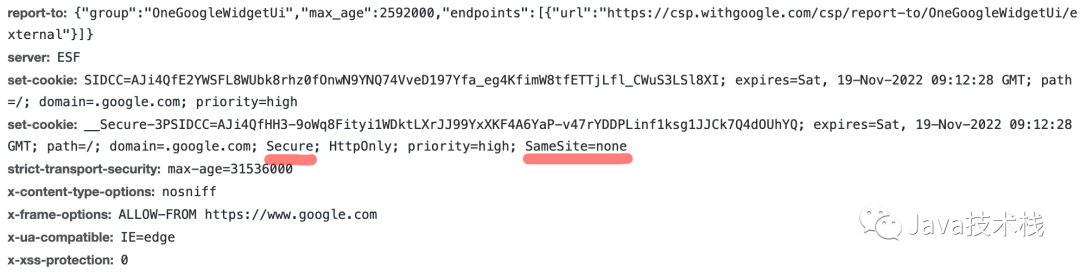 report-to: {"group":"OneGoogleWidgetUi","max_age":2592000,"endpoints":[{"url":"https://csp.withgoogle.com/csp/report-to/OneGoogleWidgetUi/e
xternal"}]}
server: ESF
set-cookie: SIDCC=AJi4QfE2YWSFL8WUbk8rhz0fOnwN9YNQ74VveD197Yfa_eg4KfimW8tfETTjLfl_CWuS3LSl8XI; expires=Sat, 19-Nov-2022 09:12:28 GMT; path
=/; domain=.google.com; priority=high
set-cookie: __Secure-3PSIDCC=AJi4QfHH3-9oWq8Fityi1WDktLXrJJ99YxXKF4A6YaP-v47rYDDPLinf1ksg1JJCk7Q4dOUhYQ; expires=Sat, 19-Nov-2022 09:12:28
GMT; path=/; domain=.google.com; Secure; HttpOnly; priority=high; SameSite=none
strict-transport-security: max-age=31536000
x-content-type-options: nosniff
x-frame-options: ALLOW-FROM https://www.google.com
x-ua-compatible: IE=edge
x-xss-protection: 0
Java技术栈